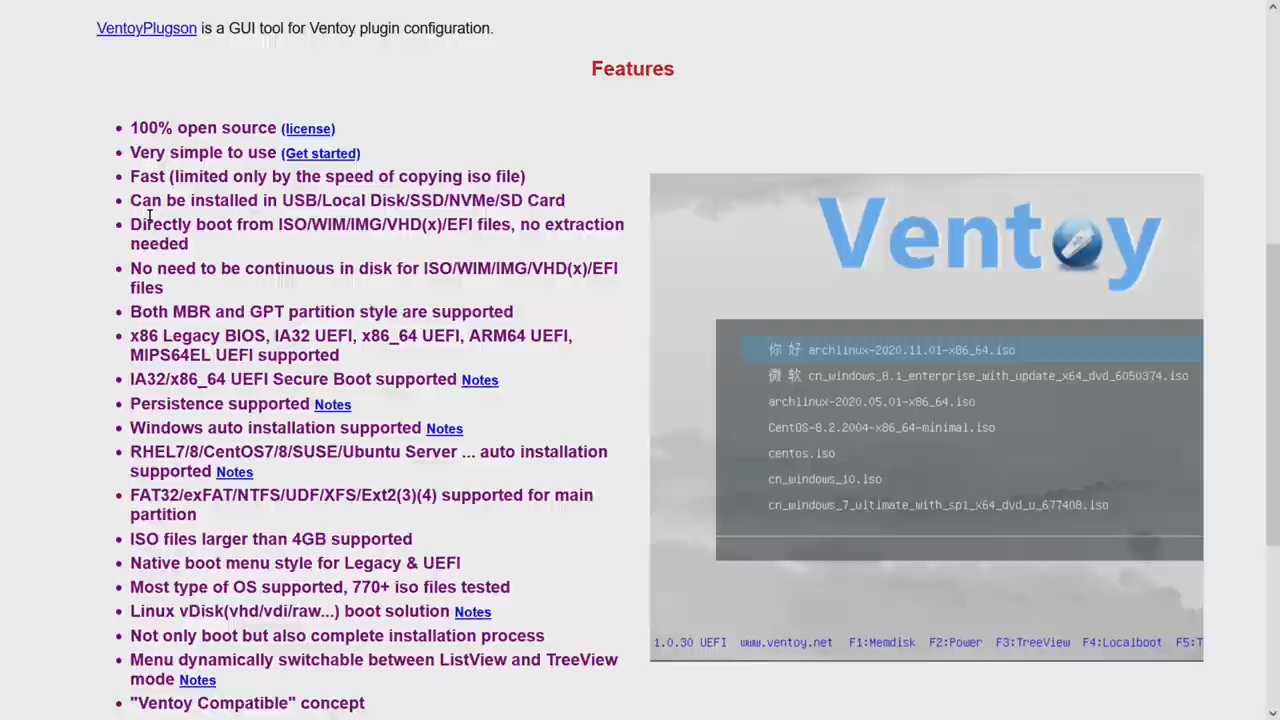 VentoyPlugson is a GUI tool for Ventoy plugin configuration.
Features
100% open source (license)
Very simple to use (Get started)
Fast (limited only by the speed of copying iso file)
Can be installed in USB/Local Disk/SSD/NVMe/SD Card
Directly boot from ISO/WIM/IMG/VHD(x)/EFI files, no extraction
needed
No need to be continuous in disk for ISO/WIM/IMG/VHD(x)/EFI
files
Both MBR and GPT partition style are supported
x86 Legacy BIOS, IA32 UEFI, x86_64 UEFI, ARM64 UEFI,
MIPS64EL UEFI supported
IA32/x86_64 UEFI Secure Boot supported Notes
Persistence supported Notes
Windows auto installation supported Notes
RHEL7/8/CentOS7/8/SUSE/Ubuntu Server ... auto installation
supported Notes
FAT32/exFAT/NTFS/UDF/XFS/Ext2(3)(4) supported for main
partition
ISO files larger than 4GB supported
Native boot menu style for Legacy & UEFI
Most type of OS supported, 770+ iso files tested
Linux vDisk(vhd/vdi/raw...) boot solution Notes
Not only boot but also complete installation process
Menu dynamically switchable between ListView and TreeView
mode Notes
"Ventoy Compatible" concept
Ventoy
你 好 archlinux-2020.11.01-x86_64.iso
微 软 cn_windows_8.1_enterprise_with_update_x64_dvd_6050374.iso
archlinux-2020.05.01-x86_64.iso
CentOS-8.2.2004-x86_64-minimal.iso
centos.iso
cn_windows_10.iso
cn_windows_7_ultimate_with_sp1_x64_dvd_u_677408.iso
1.0.30 UEFI www.ventoy.net F1:Memdisk F2:Power F3:TreeView F4:Localboot F5:T